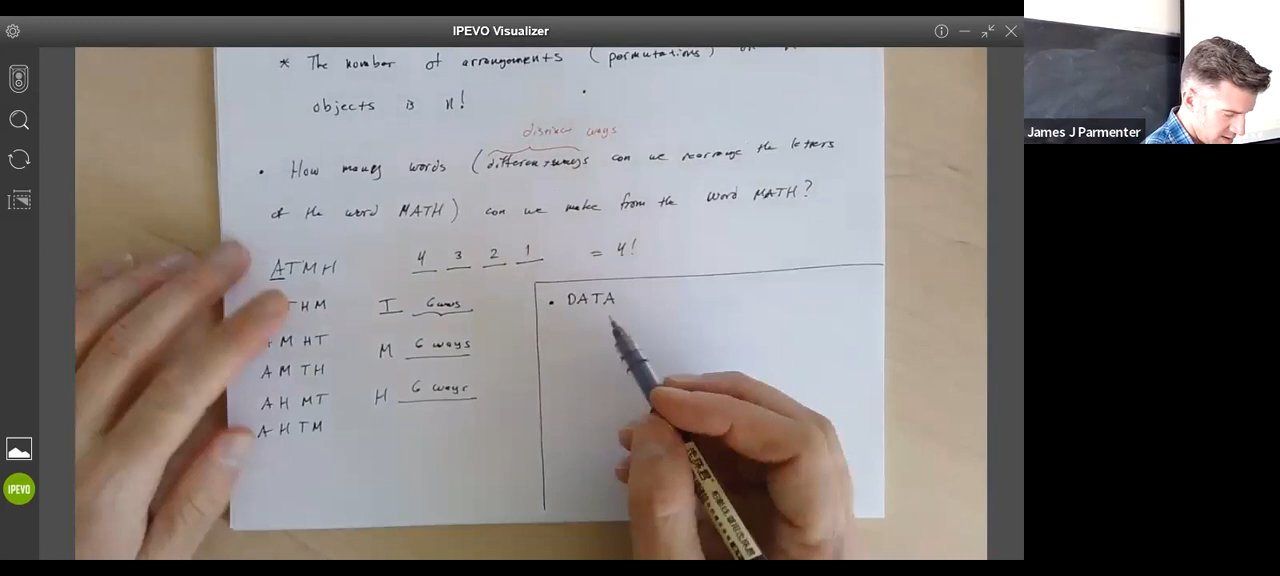 IPEVO Visualizer
* The number of arrangements (permutations) of n
objects is n!
distinct ways
• How many words (different ways can we rearrange the letters
of the word MATH) can we make from the word MATH?
ATMH 4 3 2 1 = 4!
THM T 6 ways • DATA
MHT M 6 ways
AMTH
AHMT H 6 ways
AHTM
James J Parmenter
IPEVO